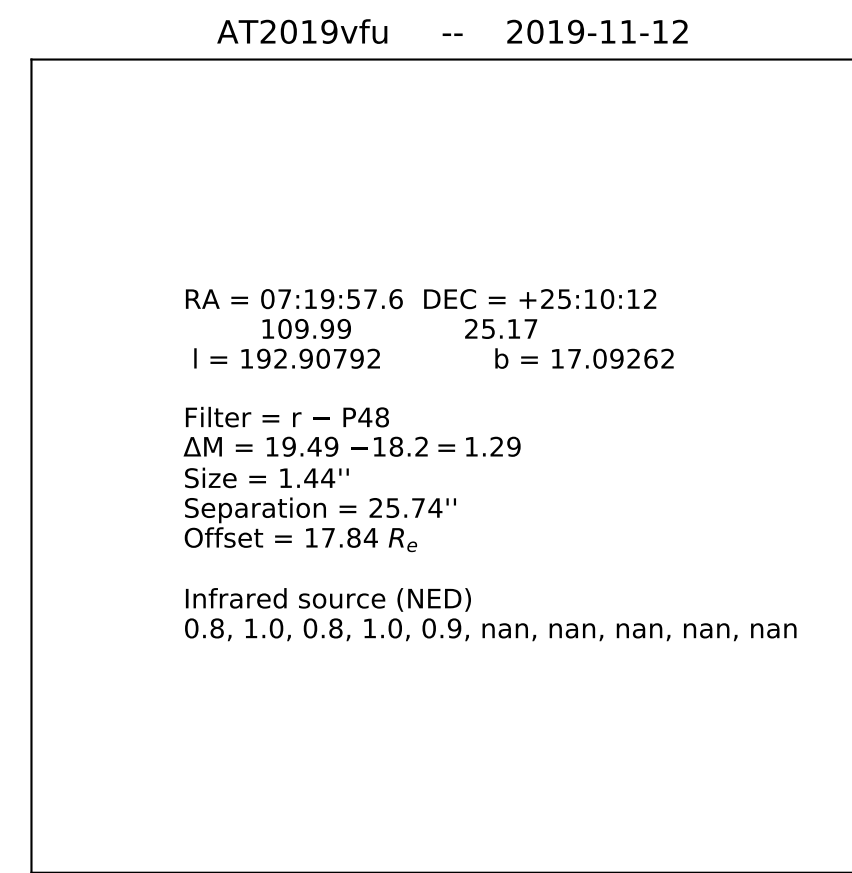 AT2019vfu -- 2019-11-12
RA = 07:19:57.6 DEC = +25:10:12
109.99 25.17
l = 192.90792 b = 17.09262
Filter = r − P48
ΔM = 19.49 −18.2 = 1.29
Size = 1.44''
Separation = 25.74''
Offset = 17.84 Rₑ
Infrared source (NED)
0.8, 1.0, 0.8, 1.0, 0.9, nan, nan, nan, nan, nan